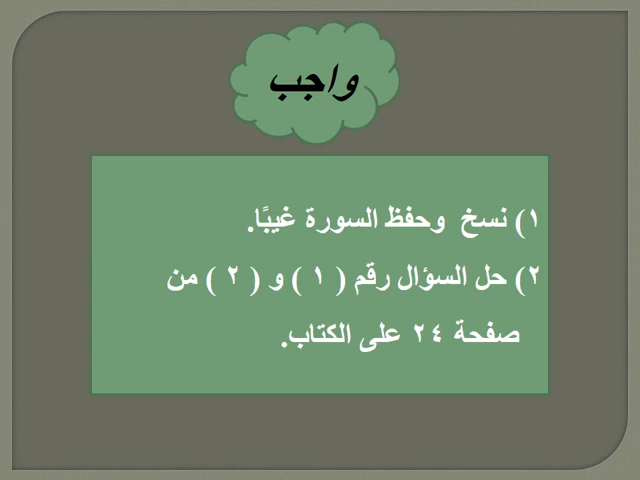 واجب
١) نسخ وحفظ السورة غيبًا.
٢) حل السؤال رقم ( ١ ) و ( ٢ ) من
صفحة ٢٤ على الكتاب.